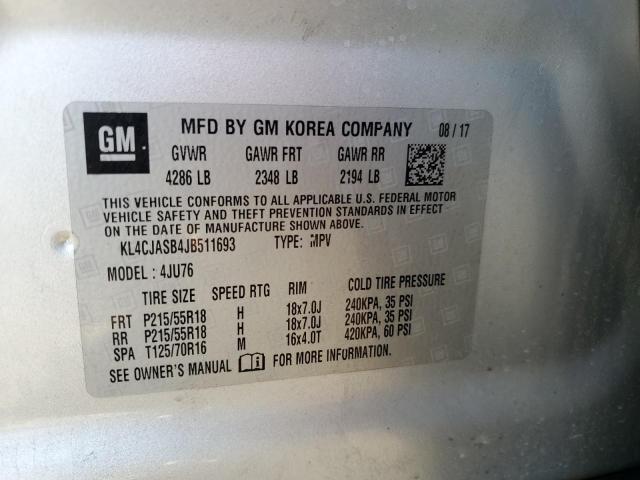 GM MFD BY GM KOREA COMPANY 08/17
GVWR GAWR FRT GAWR RR
4286 LB 2348 LB 2194 LB
THIS VEHICLE CONFORMS TO ALL APPLICABLE U.S. FEDERAL MOTOR
VEHICLE SAFETY AND THEFT PREVENTION STANDARDS IN EFFECT
ON THE DATE OF MANUFACTURE SHOWN ABOVE.
KL4CJASB4JB511693 TYPE: MPV
MODEL: 4JU76
TIRE SIZE SPEED RTG RIM COLD TIRE PRESSURE
FRT P215/55R18 H 18x7.0J 240KPA, 35 PSI
RR P215/55R18 H 18x7.0J 240KPA, 35 PSI
SPA T125/70R16 M 16x4.0T 420KPA, 60 PSI
SEE OWNER'S MANUAL FOR MORE INFORMATION.